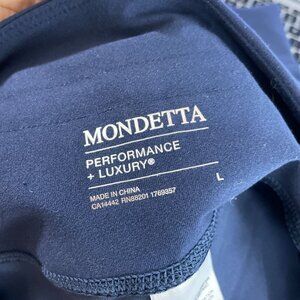 MONDETTA
PERFORMANCE
+ LUXURY®
L
MADE IN CHINA
CA14442 RN88201 1769357